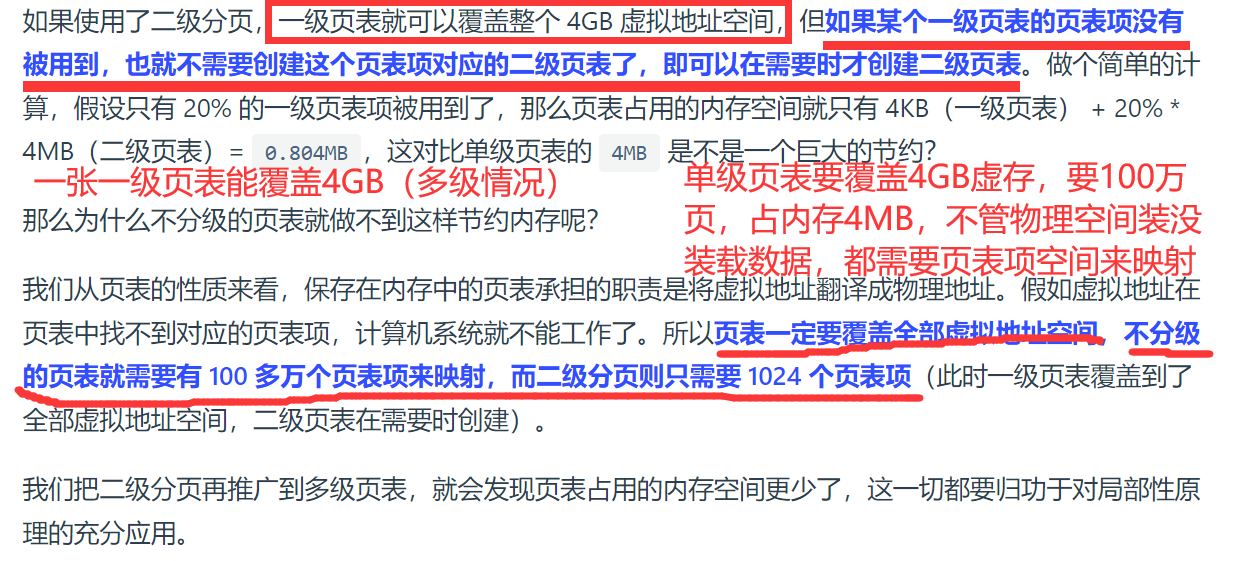 如果使用了二级分页，一级页表就可以覆盖整个 4GB 虚拟地址空间，但如果某个一级页表的页表项没有
被用到，也就不需要创建这个页表项对应的二级页表了，即可以在需要时才创建二级页表。做个简单的计
算，假设只有 20% 的一级页表项被用到了，那么页表占用的内存空间就只有 4KB（一级页表） + 20% *
4MB（二级页表）= 0.804MB ，这对比单级页表的 4MB 是不是一个巨大的节约？
一张一级页表能覆盖4GB（多级情况）
单级页表要覆盖4GB虚存，要100万
页，占内存4MB，不管物理空间装没
装载数据，都需要页表项空间来映射
那么为什么不分级的页表就做不到这样节约内存呢？
我们从页表的性质来看，保存在内存中的页表承担的职责是将虚拟地址翻译成物理地址。假如虚拟地址在
页表中找不到对应的页表项，计算机系统就不能工作了。所以页表一定要覆盖全部虚拟地址空间，不分级
的页表就需要有 100 多万个页表项来映射，而二级分页则只需要 1024 个页表项（此时一级页表覆盖到了
全部虚拟地址空间，二级页表在需要时创建）。
我们把二级分页再推广到多级页表，就会发现页表占用的内存空间更少了，这一切都要归功于对局部性原
理的充分应用。